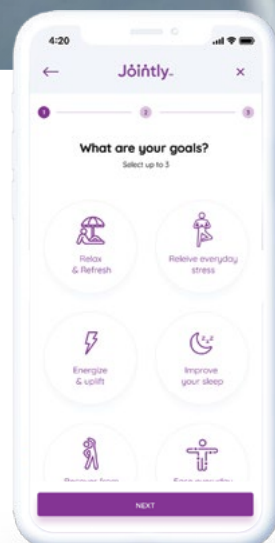 4:20
Jointly
1 2 3
What are your goals?
Select up to 3
Relax
& Refresh
Releive everyday
stress
Energize
& uplift
Improve
your sleep
NEXT